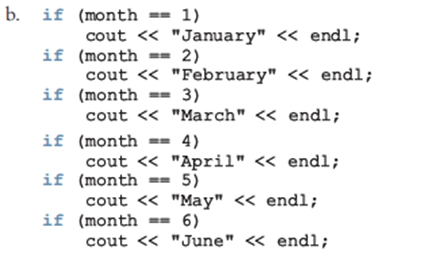 b. if (month == 1)
cout << "January" << endl;
if (month == 2)
cout << "February" << endl;
if (month == 3)
cout << "March" << endl;
if (month == 4)
cout << "April" << endl;
if (month == 5)
cout << "May" << endl;
if (month == 6)
cout << "June" << endl;